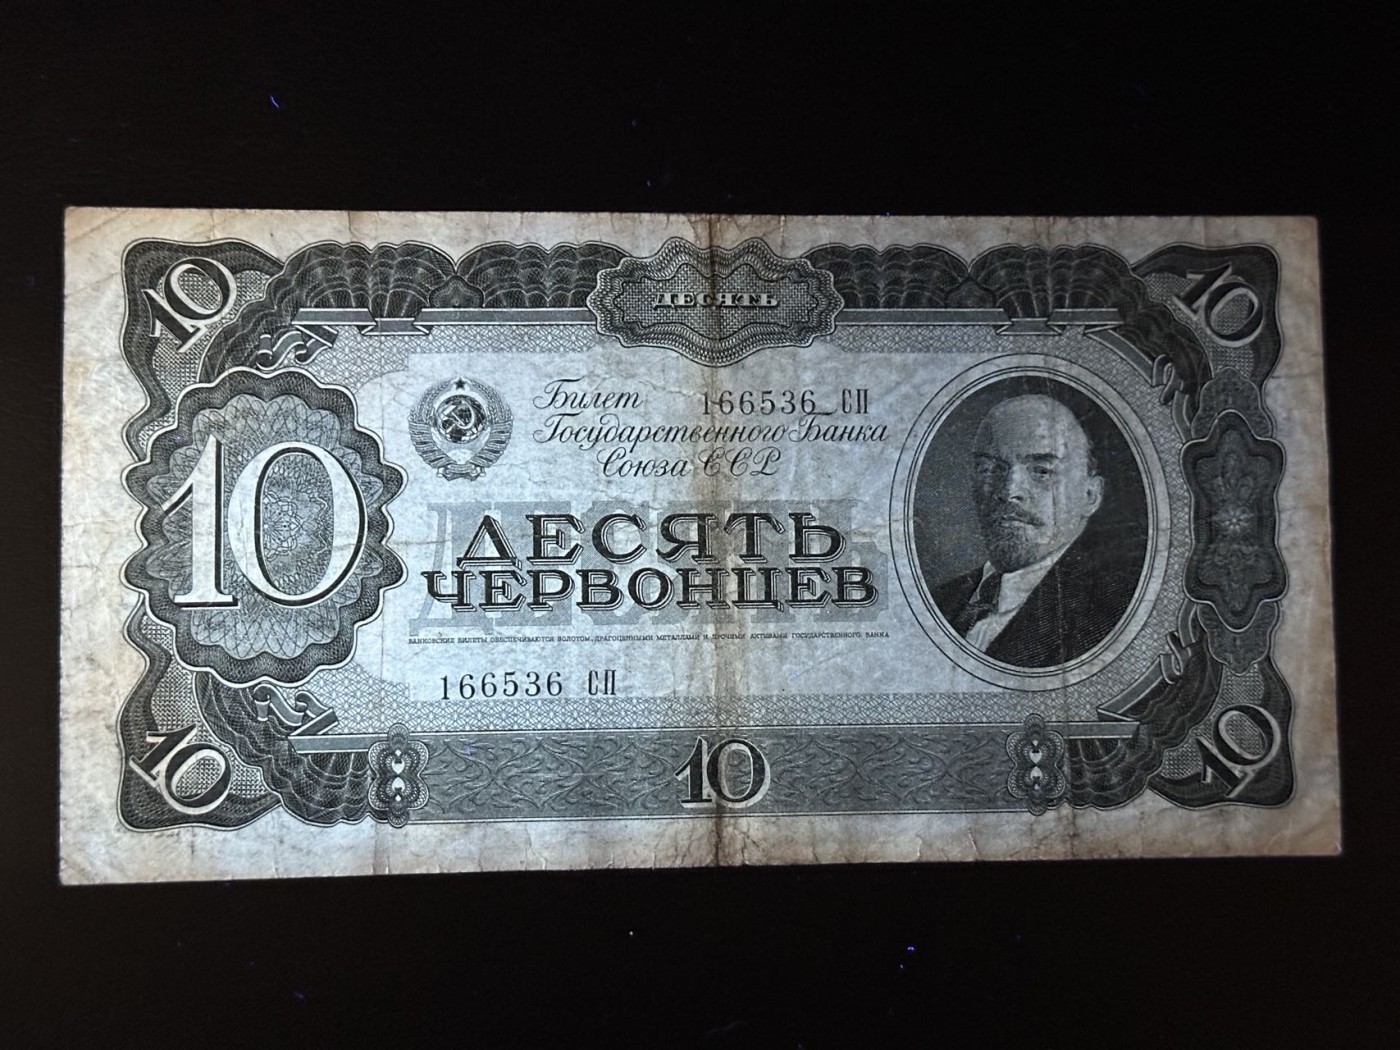 10
ДЕСЯТЬ
10
Билет 166536 СП
Государственного Банка
Союза ССР
10
ДЕСЯТЬ
ДЕСЯТЬ
ЧЕРВОНЦЕВ
БАНКОВСКИЕ БИЛЕТЫ ОБЕСПЕЧИВАЮТСЯ ЗОЛОТОМ, ДРАГОЦЕННЫМИ МЕТАЛЛАМИ И ПРОЧИМИ АКТИВАМИ ГОСУДАРСТВЕННОГО БАНКА
166536 СП
10
10
10